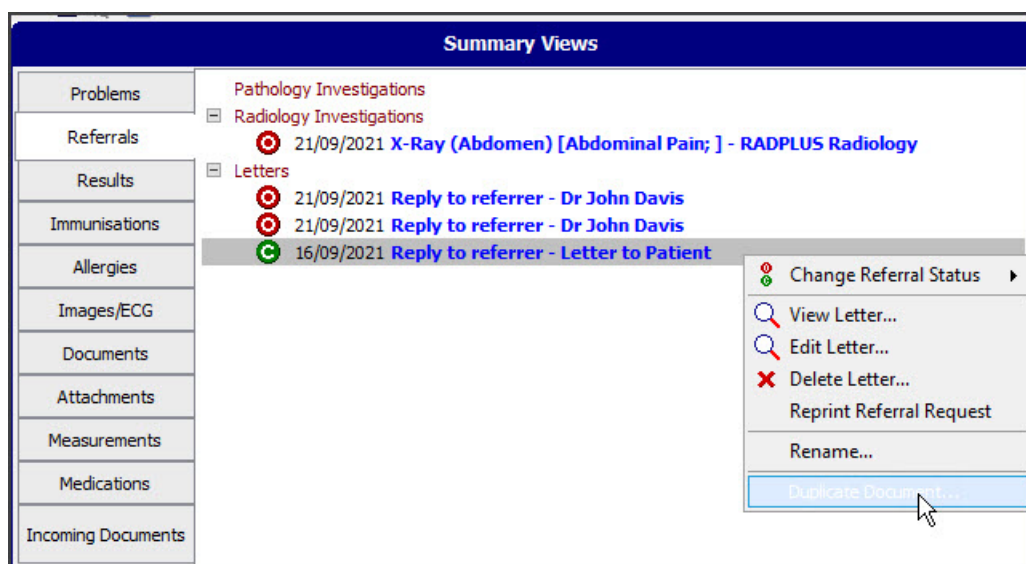 Summary Views
Problems
Referrals
Results
Immunisations
Allergies
Images/ECG
Documents
Attachments
Measurements
Medications
Incoming Documents
Pathology Investigations
Radiology Investigations
21/09/2021 X-Ray (Abdomen) [Abdominal Pain; ] - RADPLUS Radiology
Letters
21/09/2021 Reply to referrer - Dr John Davis
21/09/2021 Reply to referrer - Dr John Davis
C 16/09/2021 Reply to referrer - Letter to Patient
Change Referral Status
View Letter...
Edit Letter...
Delete Letter...
Reprint Referral Request
Rename...
Duplicate Document...